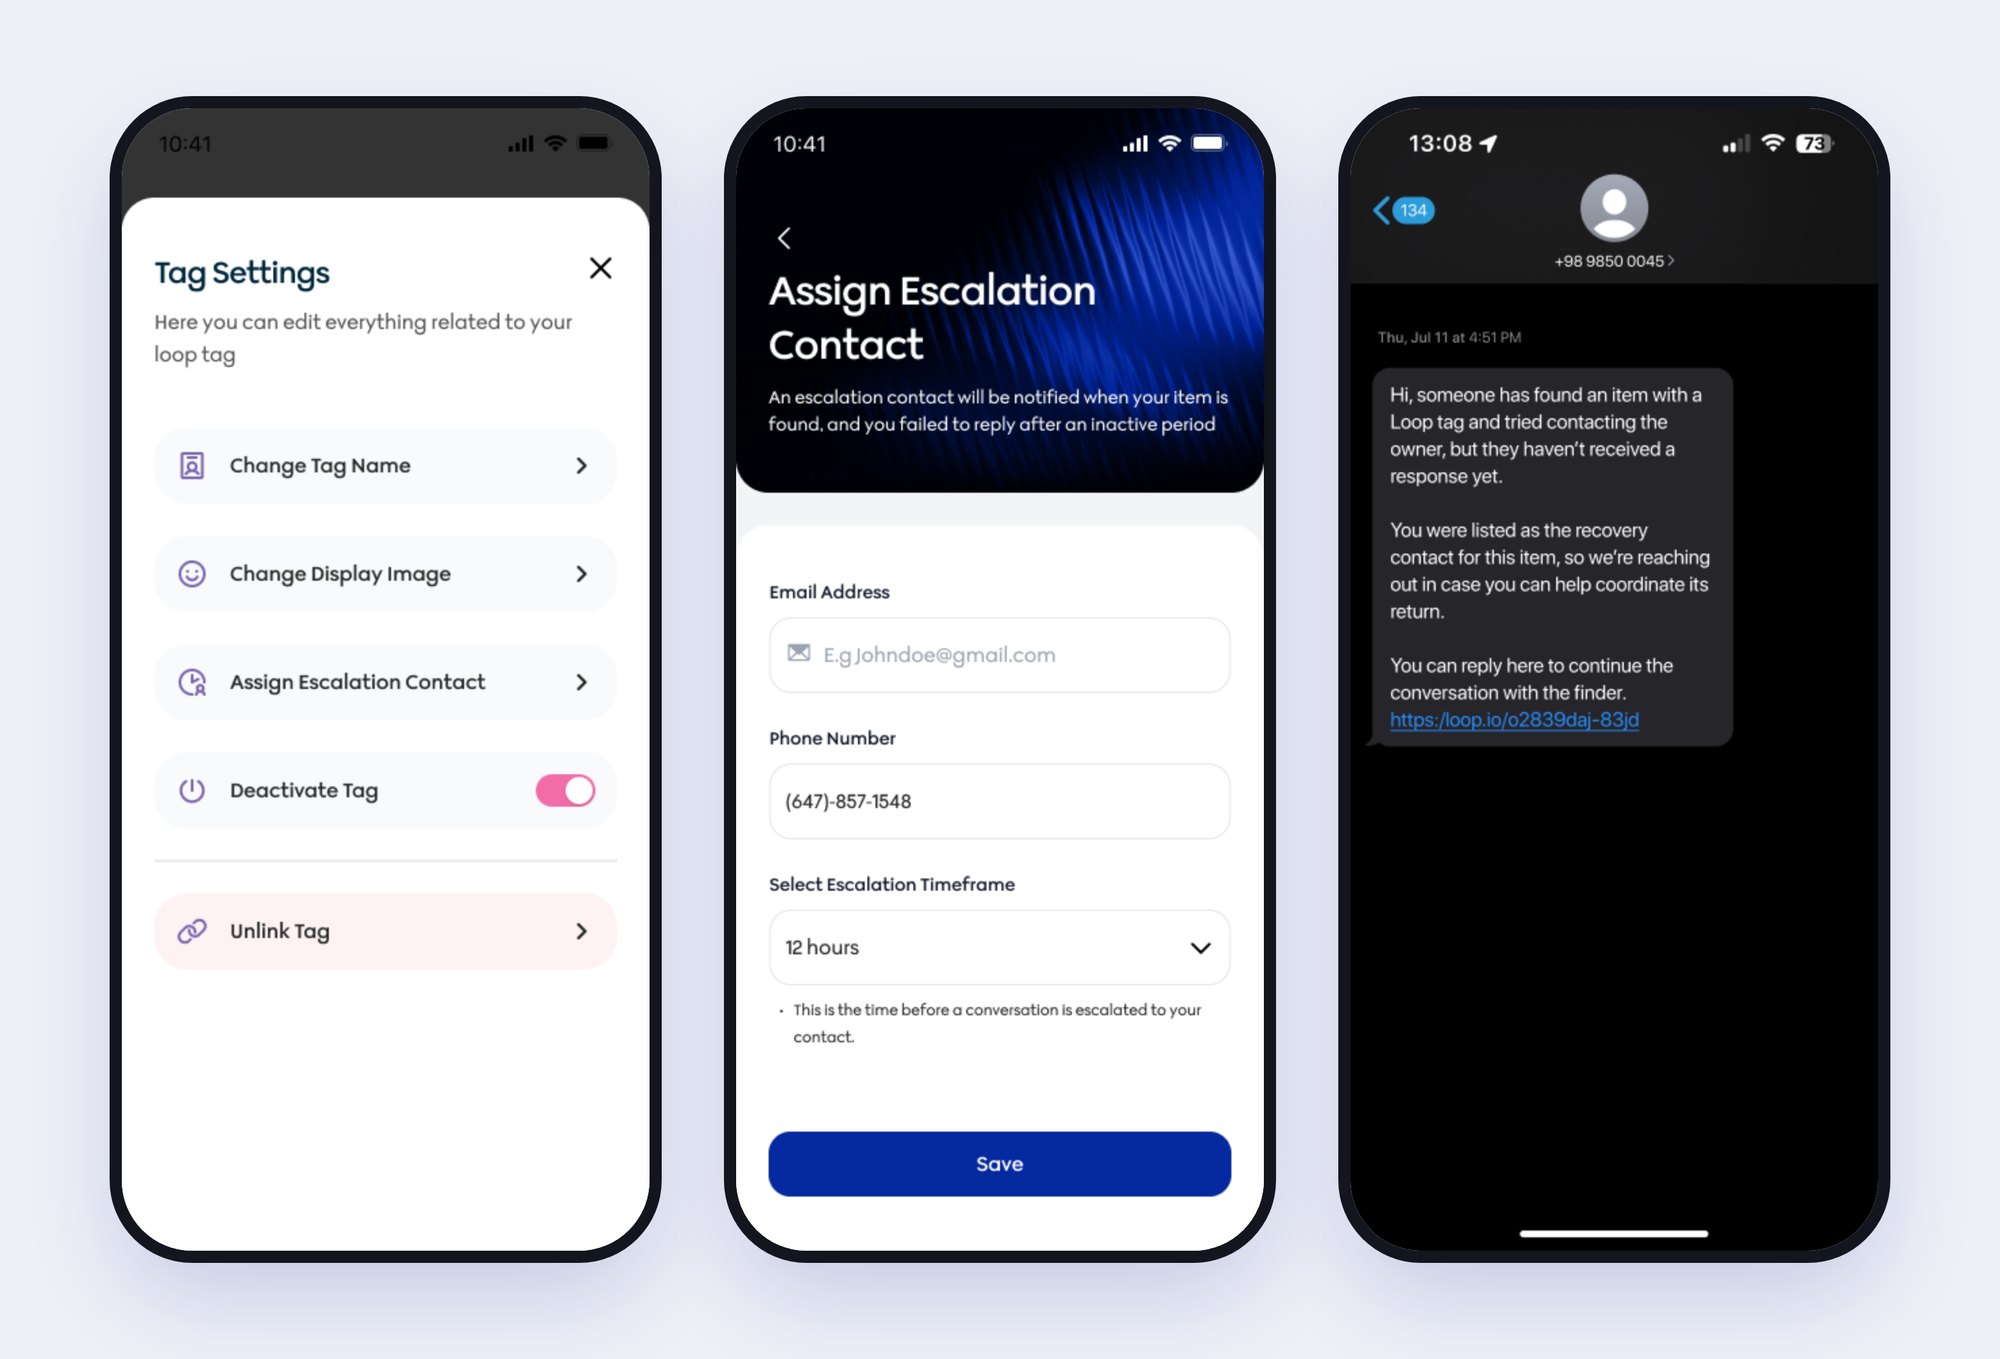 10:41
Tag Settings
Here you can edit everything related to your
loop tag
Change Tag Name
Change Display Image
Assign Escalation Contact
Deactivate Tag
Unlink Tag
10:41
Assign Escalation
Contact
An escalation contact will be notified when your item is
found, and you failed to reply after an inactive period
Email Address
E.g Johndoe@gmail.com
Phone Number
(647)-857-1548
Select Escalation Timeframe
12 hours
• This is the time before a conversation is escalated to your
contact.
Save
13:08
73
134
+98 9850 0045
Thu, Jul 11 at 4:51 PM
Hi, someone has found an item with a
Loop tag and tried contacting the
owner, but they haven’t received a
response yet.
You were listed as the recovery
contact for this item, so we’re reaching
out in case you can help coordinate its
return.
You can reply here to continue the
conversation with the finder.
https:/loop.io/o2839daj-83jd